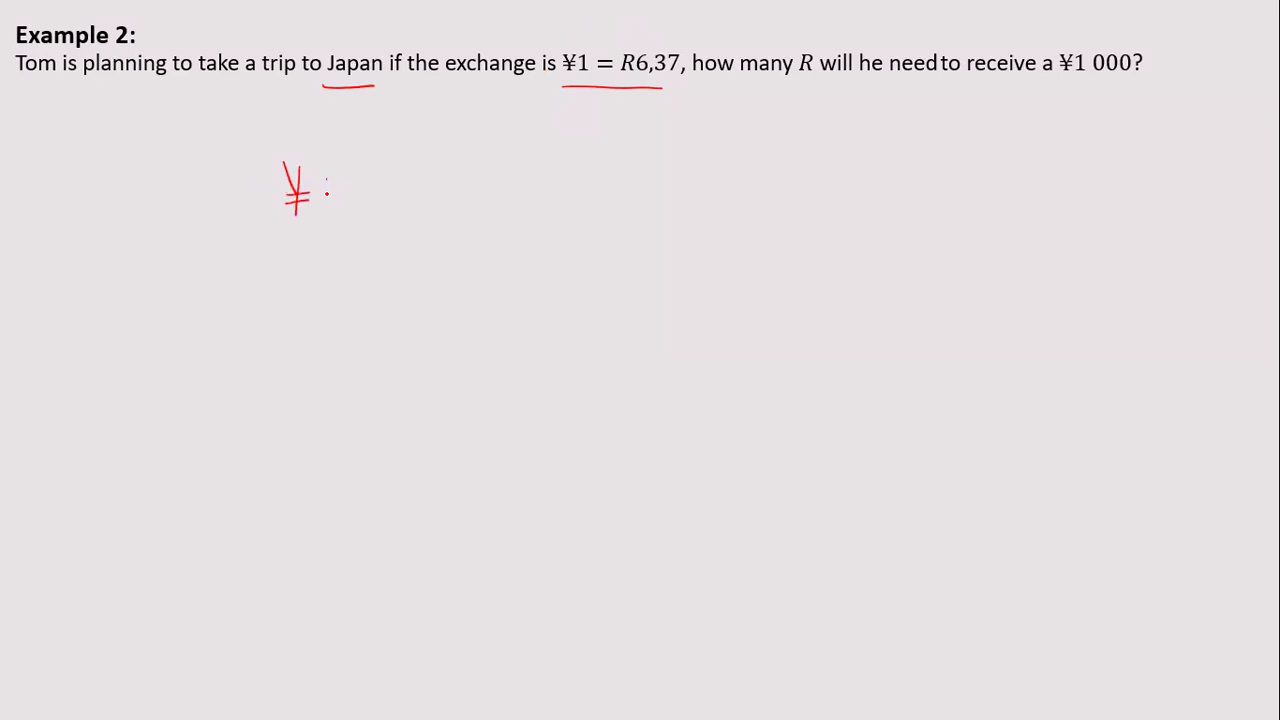 Example 2:
Tom is planning to take a trip to Japan if the exchange is ¥1 = R6,37, how many R will he need to receive a ¥1 000?
¥ :